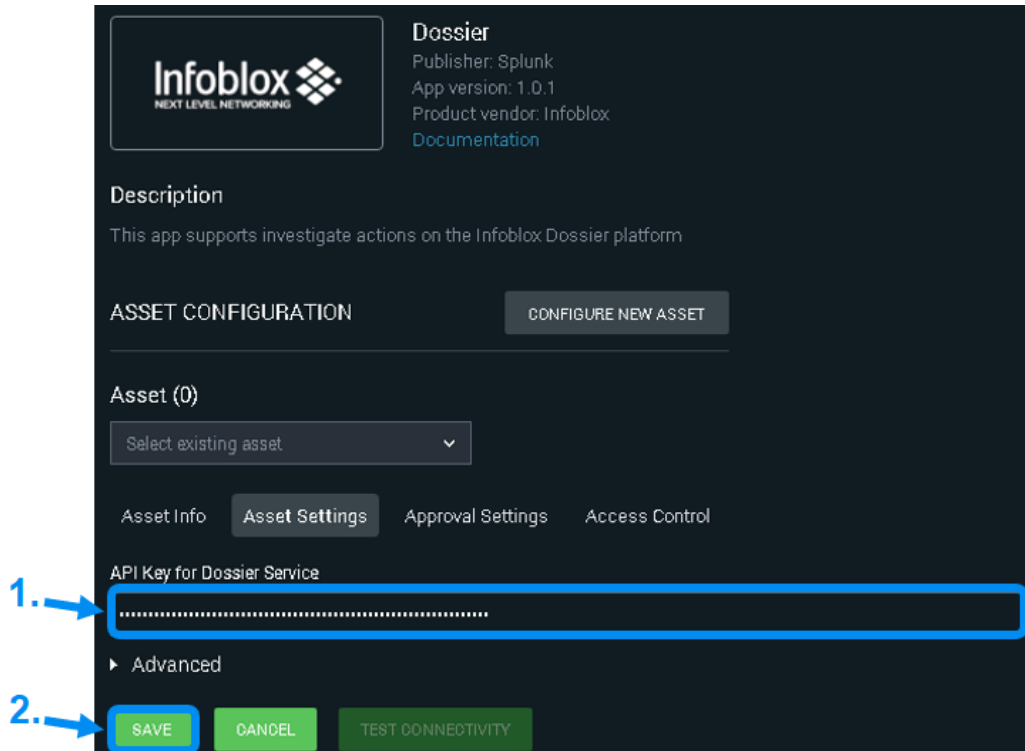 Infoblox
NEXT LEVEL NETWORKING
Dossier
Publisher: Splunk
App version: 1.0.1
Product vendor: Infoblox
Documentation
Description
This app supports investigate actions on the Infoblox Dossier platform
ASSET CONFIGURATION
CONFIGURE NEW ASSET
Asset (0)
Select existing asset
Asset Info Asset Settings Approval Settings Access Control
API Key for Dossier Service
1.
Advanced
2.
SAVE CANCEL TEST CONNECTIVITY